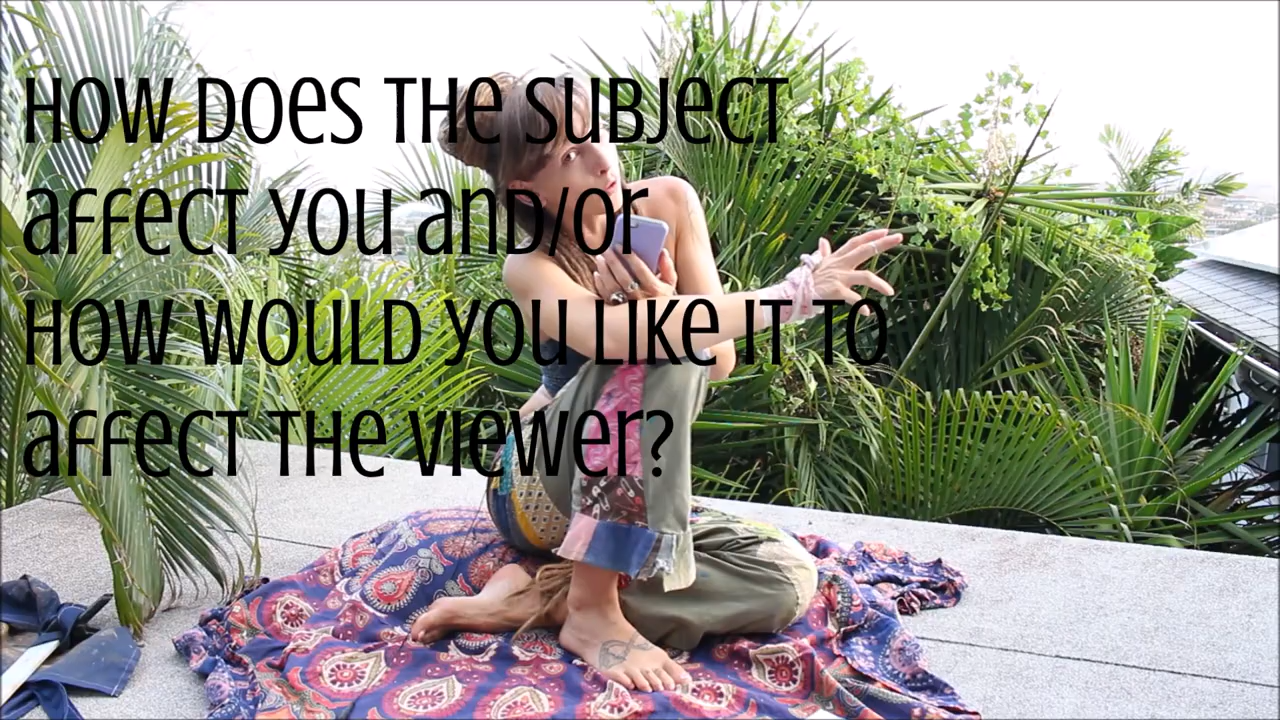 How does the subject
affect you and/or
How would you like it to
affect the viewer?